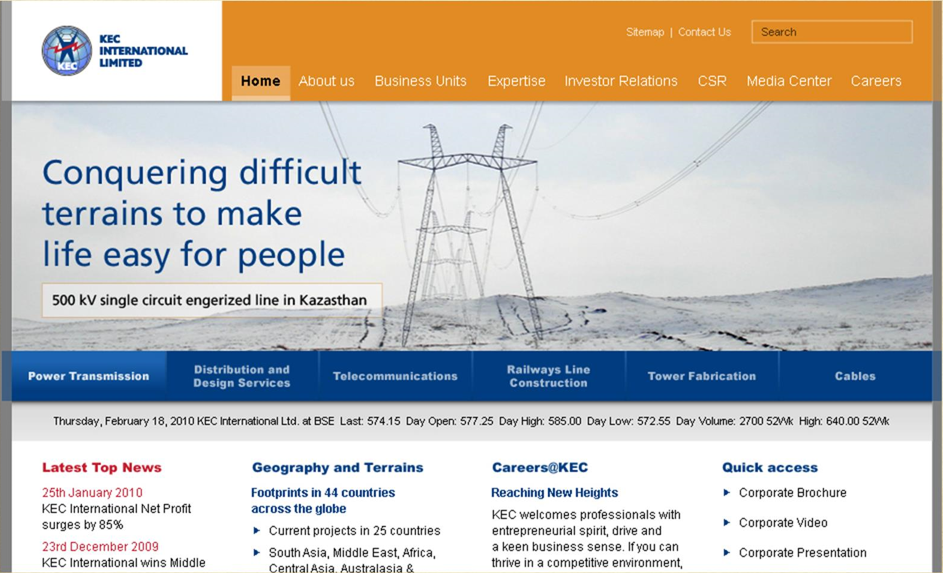 KEC
INTERNATIONAL
LIMITED
KEC
Sitemap | Contact Us
Search
Home About us Business Units Expertise Investor Relations CSR Media Center Careers
Conquering difficult
terrains to make
life easy for people
500 kV single circuit engerized line in Kazasthan
Power Transmission
Distribution and
Design Services
Telecommunications
Railways Line
Construction
Tower Fabrication
Cables
Thursday, February 18, 2010 KEC International Ltd. at BSE Last: 574.15 Day Open: 577.25 Day High: 585.00 Day Low: 572.55 Day Volume: 2700 52Wk High: 640.00 52Wk
Latest Top News
25th January 2010
KEC International Net Profit
surges by 85%
23rd December 2009
KEC International wins Middle
Geography and Terrains
Footprints in 44 countries
across the globe
Current projects in 25 countries
South Asia, Middle East, Africa,
Central Asia, Australasia &
Careers@KEC
Reaching New Heights
KEC welcomes professionals with
entrepreneurial spirit, drive and
a keen business sense. If you can
thrive in a competitive environment,
Quick access
Corporate Brochure
Corporate Video
Corporate Presentation